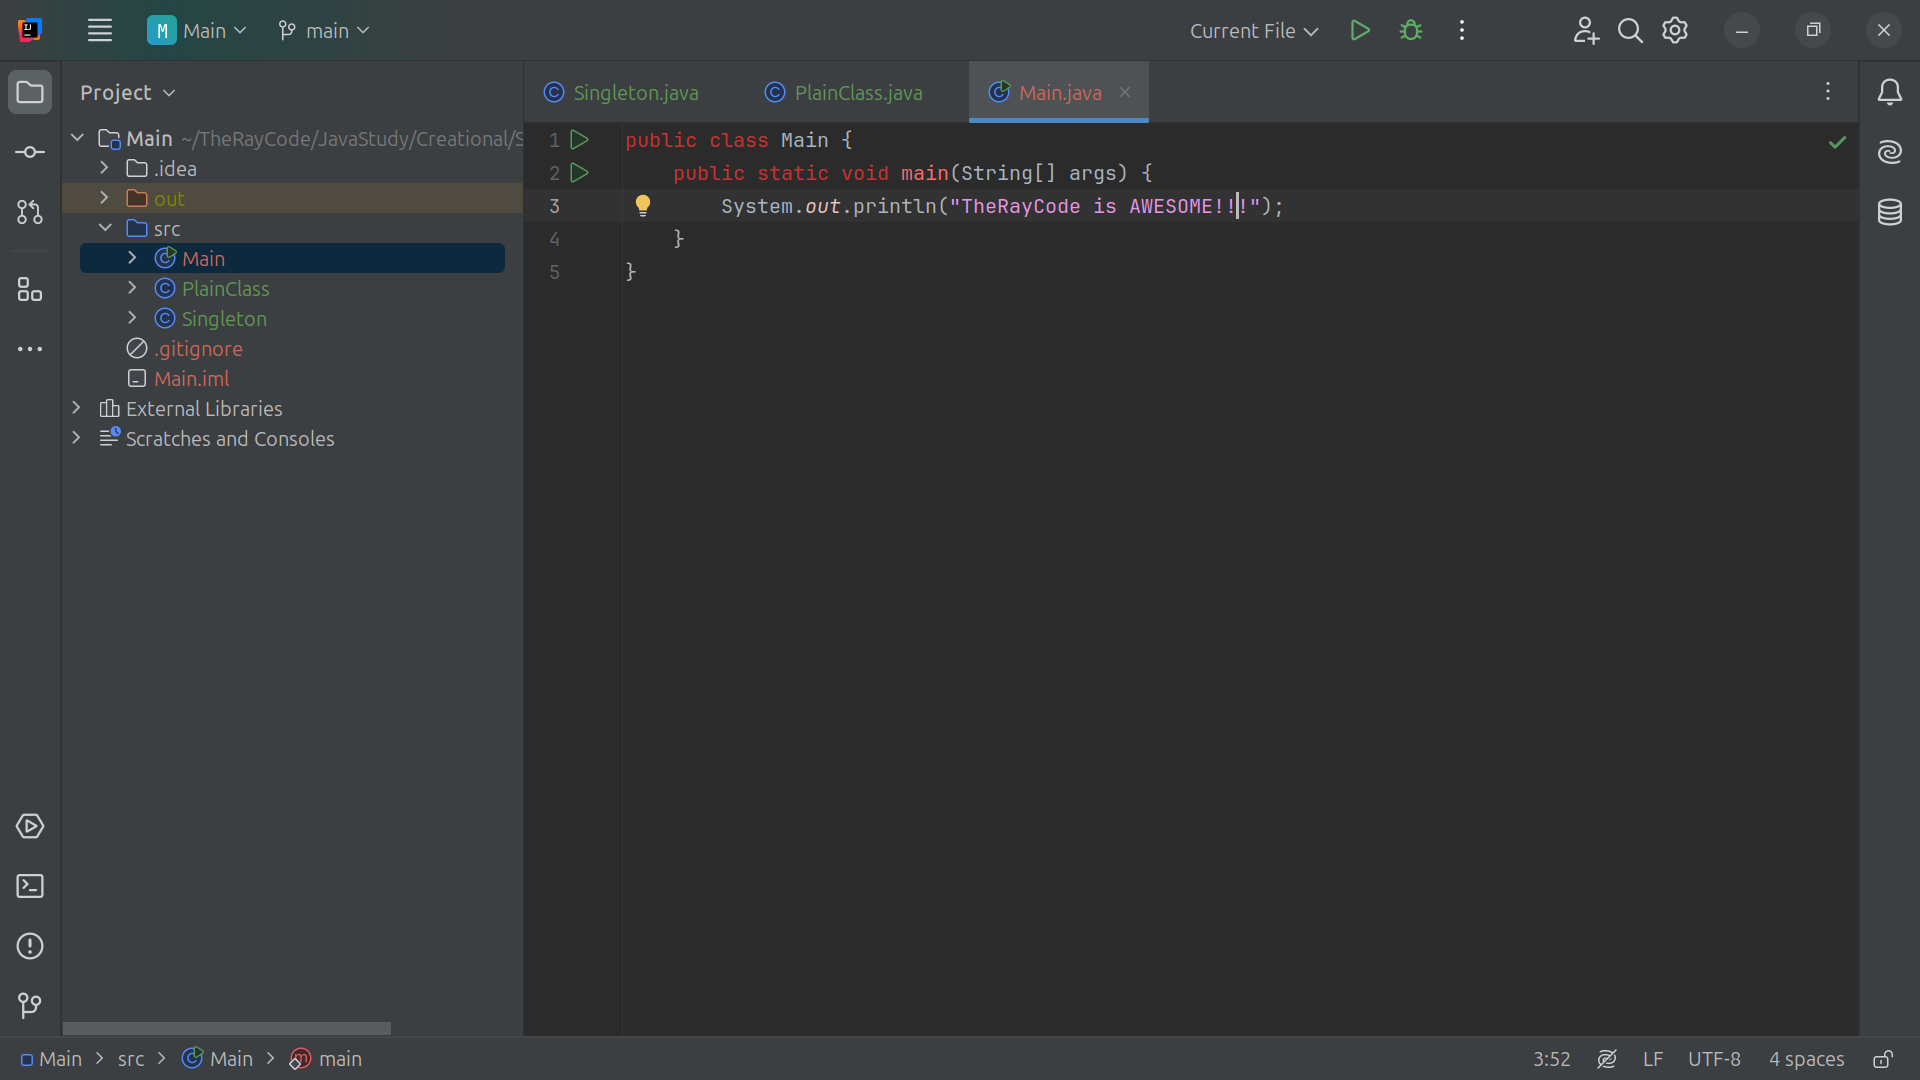 M Main main Current File
Project
Singleton.java PlainClass.java Main.java
Main ~/TheRayCode/JavaStudy/Creational/S
.idea
out
src
Main
PlainClass
Singleton
.gitignore
Main.iml
External Libraries
Scratches and Consoles
1 public class Main {
2 public static void main(String[] args) {
3 System.out.println("TheRayCode is AWESOME!!!");
4 }
5 }
Main > src > Main > main 3:52 LF UTF-8 4 spaces